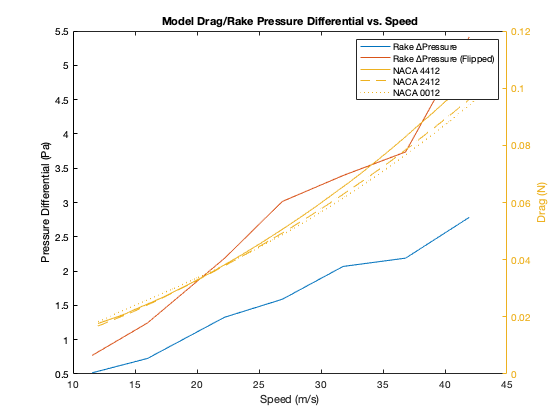 Model Drag/Rake Pressure Differential vs. Speed
5.5
5
4.5
4
3.5
3
2.5
2
1.5
1
0.5
Pressure Differential (Pa)
Rake ΔPressure
Rake ΔPressure (Flipped)
NACA 4412
NACA 2412
NACA 0012
0.12
0.1
0.08
0.06
0.04
0.02
0
Drag (N)
10 15 20 25 30 35 40 45
Speed (m/s)